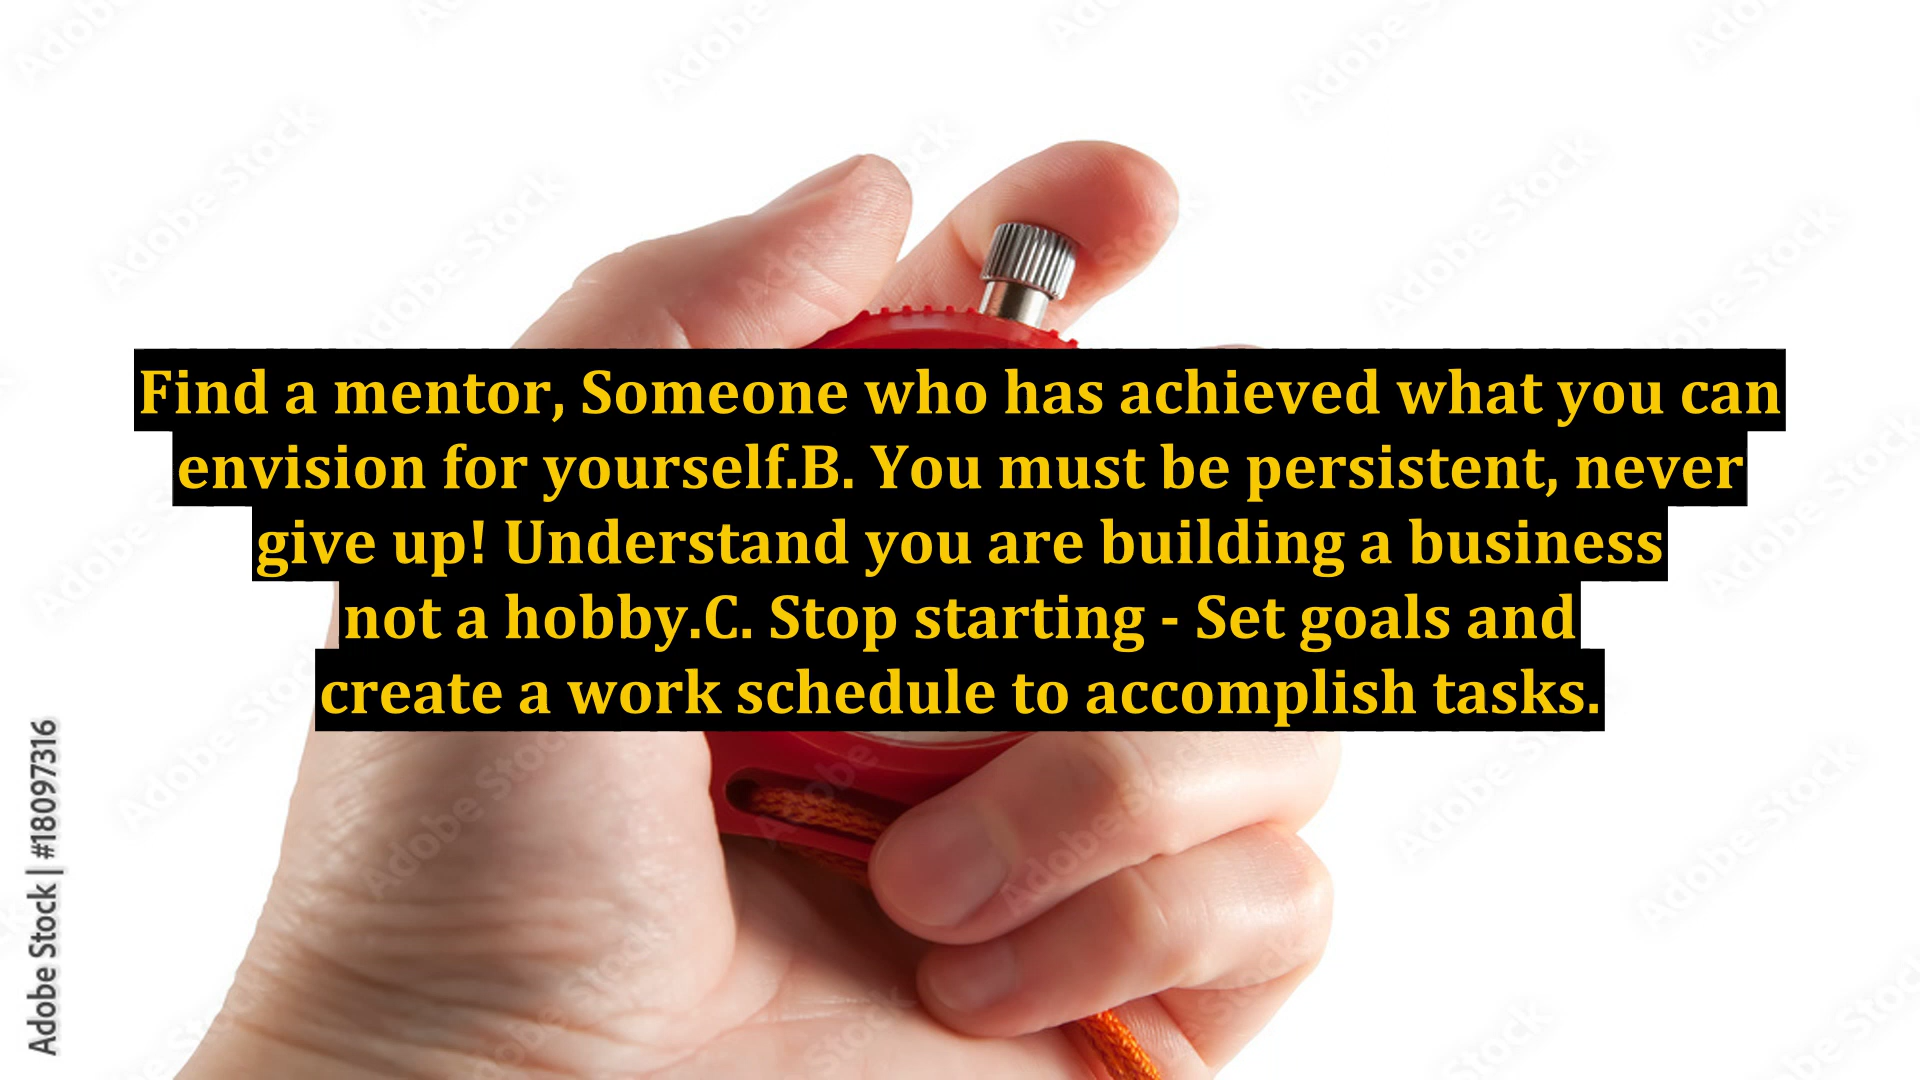 Find a mentor, Someone who has achieved what you can
envision for yourself.B. You must be persistent, never
give up! Understand you are building a business
not a hobby.C. Stop starting - Set goals and
create a work schedule to accomplish tasks.
Adobe Stock | #18097316
Adobe Stock